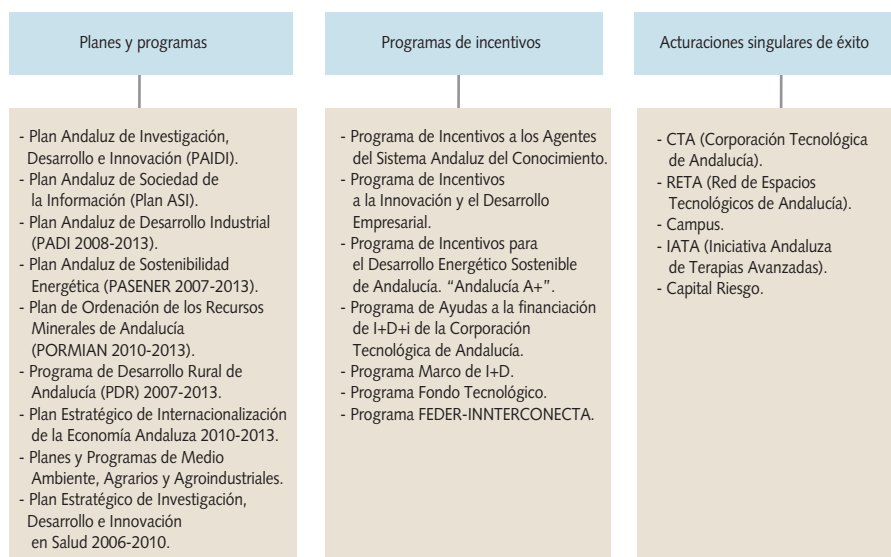 Planes y programas
- Plan Andaluz de Investigación,
Desarrollo e Innovación (PAIDI).
- Plan Andaluz de Sociedad de
la Información (Plan ASI).
- Plan Andaluz de Desarrollo Industrial
(PADI 2008-2013).
- Plan Andaluz de Sostenibilidad
Energética (PASENER 2007-2013).
- Plan de Ordenación de los Recursos
Minerales de Andalucía
(PORMIAN 2010-2013).
- Programa de Desarrollo Rural de
Andalucía (PDR) 2007-2013.
- Plan Estratégico de Internacionalización
de la Economía Andaluza 2010-2013.
- Planes y Programas de Medio
Ambiente, Agrarios y Agroindustriales.
- Plan Estratégico de Investigación,
Desarrollo e Innovación
en Salud 2006-2010.
Programas de incentivos
- Programa de Incentivos a los Agentes
del Sistema Andaluz del Conocimiento.
- Programa de Incentivos
a la Innovación y el Desarrollo
Empresarial.
- Programa de Incentivos para
el Desarrollo Energético Sostenible
de Andalucía. “Andalucía A+”.
- Programa de Ayudas a la financiación
de I+D+i de la Corporación
Tecnológica de Andalucía.
- Programa Marco de I+D.
- Programa Fondo Tecnológico.
- Programa FEDER-INNTERCONECTA.
Acturaciones singulares de éxito
- CTA (Corporación Tecnológica
de Andalucía).
- RETA (Red de Espacios
Tecnológicos de Andalucía).
- Campus.
- IATA (Iniciativa Andaluza
de Terapias Avanzadas).
- Capital Riesgo.